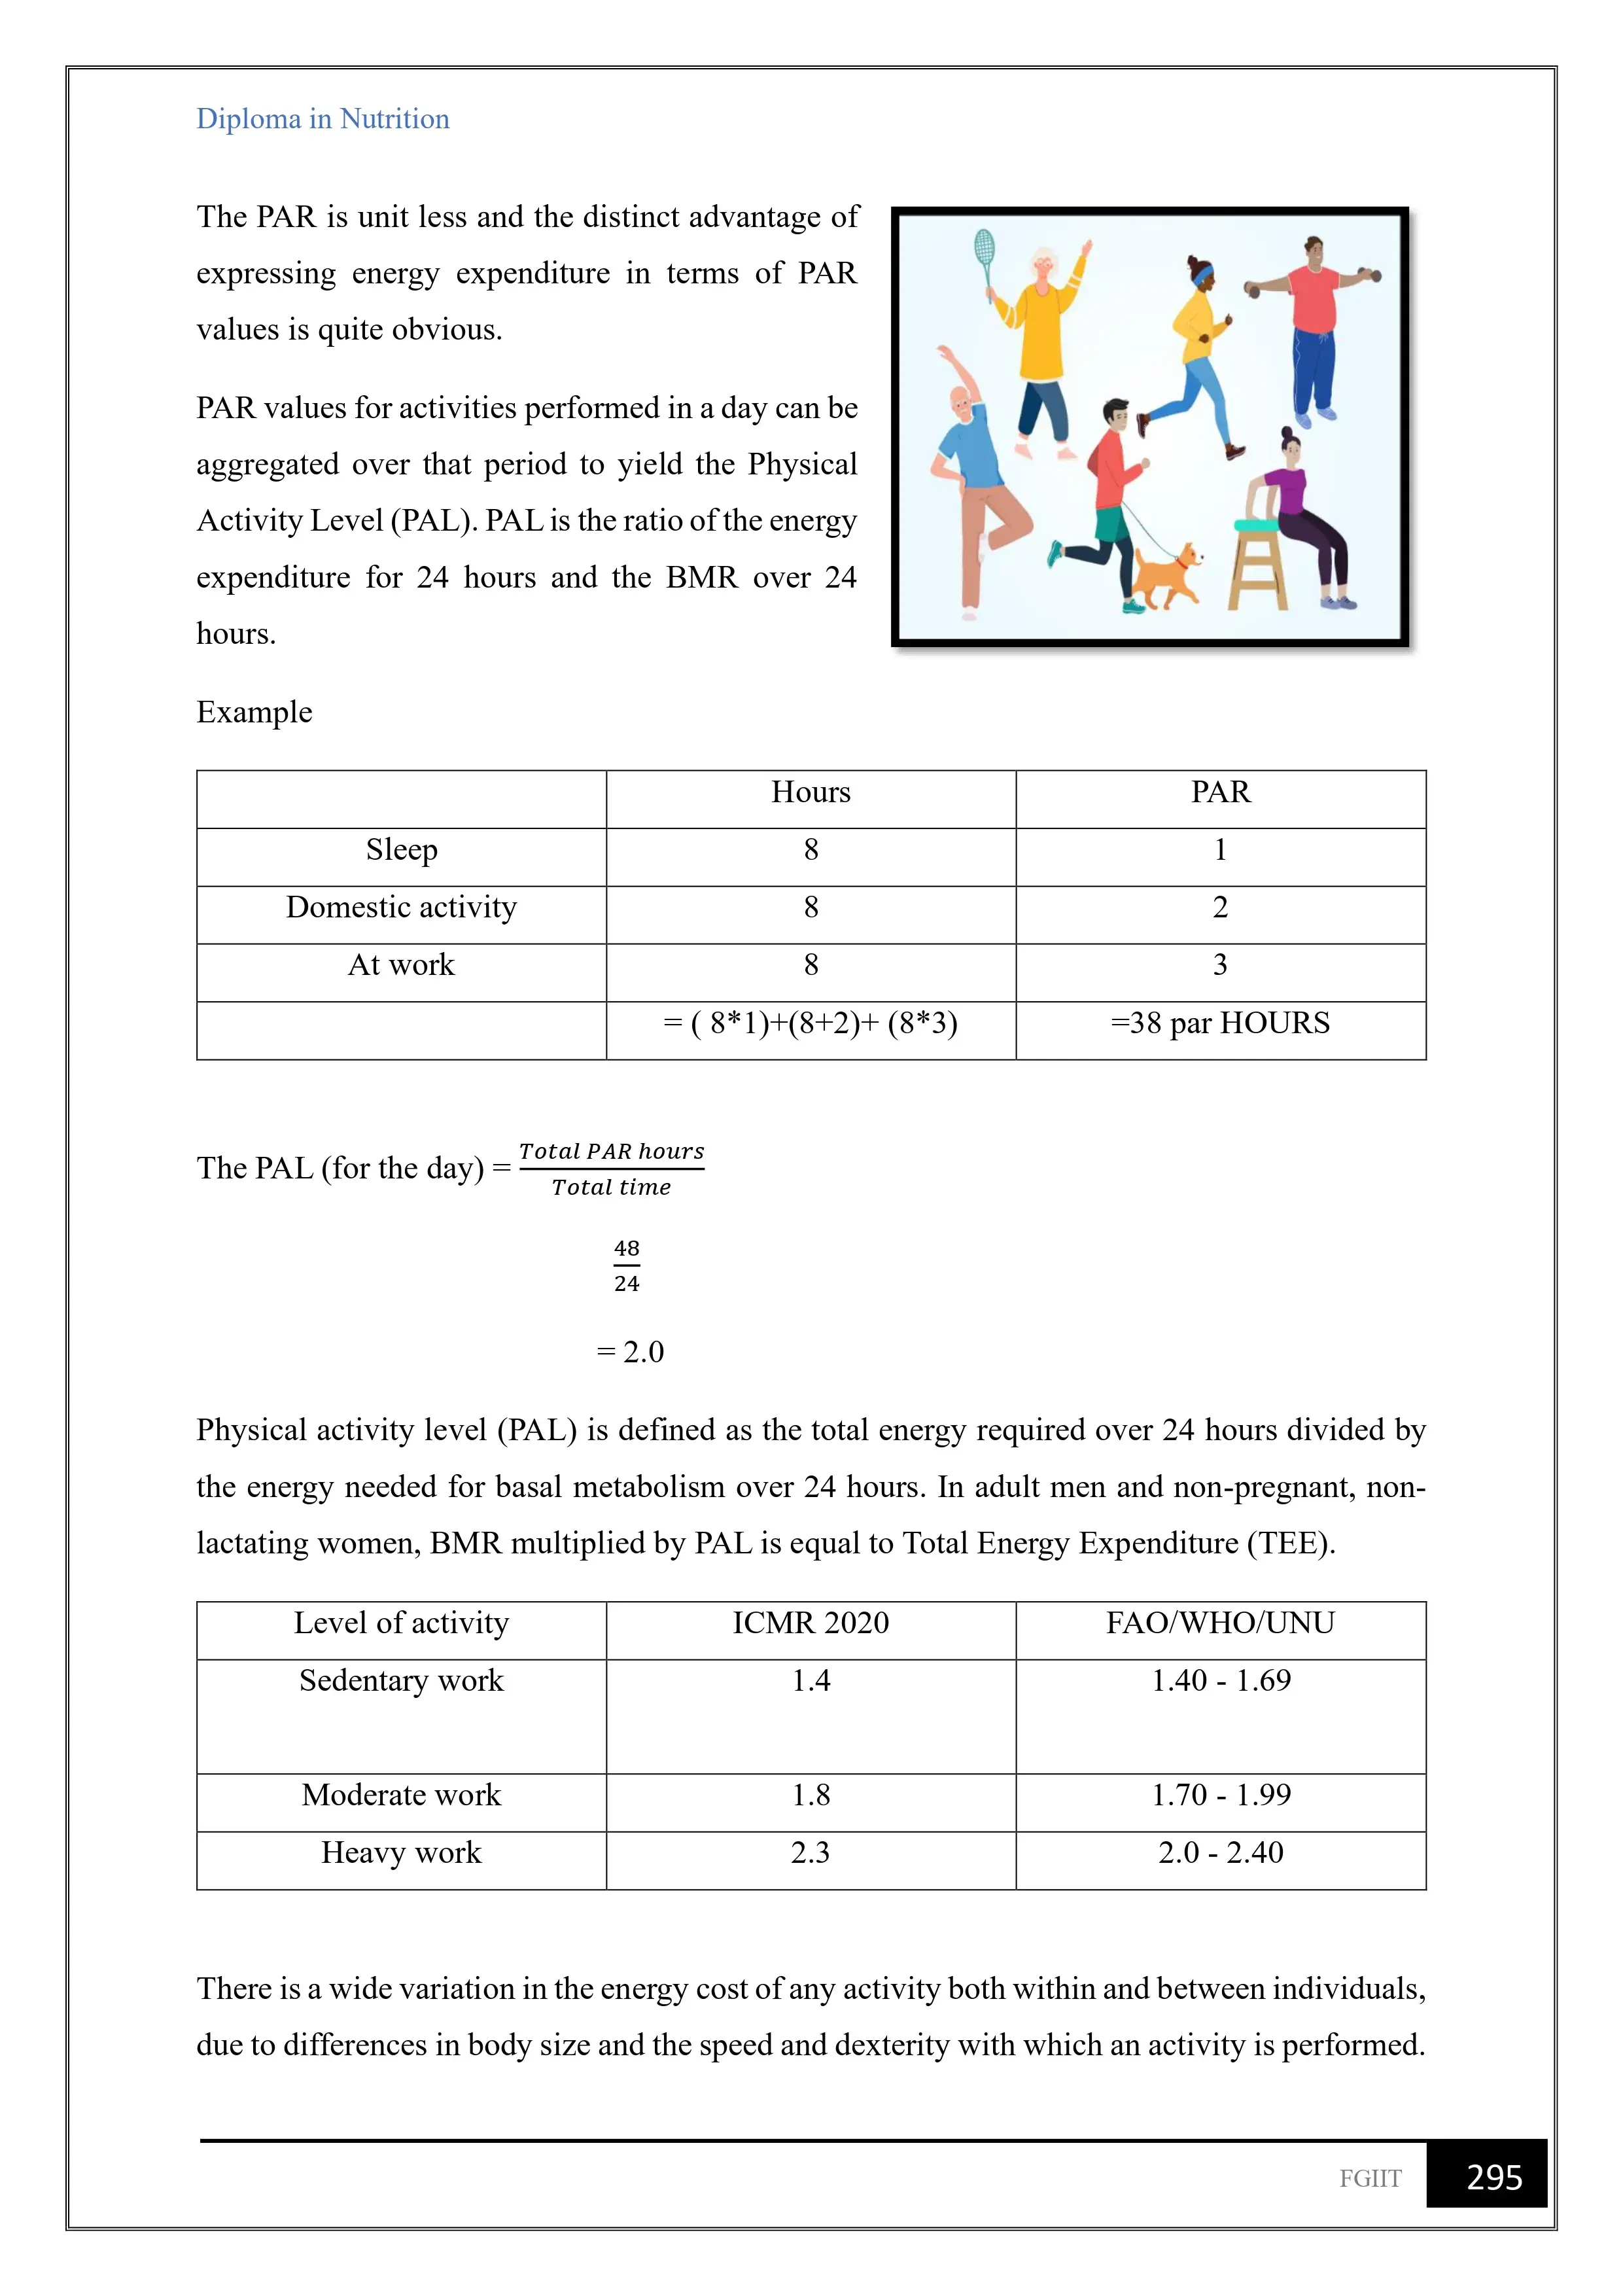 Diploma in Nutrition
The PAR is unit less and the distinct advantage of
expressing energy expenditure in terms of PAR
values is quite obvious.
PAR values for activities performed in a day can be
aggregated over that period to yield the Physical
Activity Level (PAL). PAL is the ratio of the energy
expenditure for 24 hours and the BMR over 24
hours.
Example
Hours PAR
Sleep 8 1
Domestic activity 8 2
At work 8 3
= ( 8*1)+(8+2)+ (8*3) =38 par HOURS
The PAL (for the day) = Total PAR hours
Total time
48
24
= 2.0
Physical activity level (PAL) is defined as the total energy required over 24 hours divided by
the energy needed for basal metabolism over 24 hours. In adult men and non-pregnant, non-
lactating women, BMR multiplied by PAL is equal to Total Energy Expenditure (TEE).
Level of activity ICMR 2020 FAO/WHO/UNU
Sedentary work 1.4 1.40 - 1.69
Moderate work 1.8 1.70 - 1.99
Heavy work 2.3 2.0 - 2.40
There is a wide variation in the energy cost of any activity both within and between individuals,
due to differences in body size and the speed and dexterity with which an activity is performed.
FGIIT 295